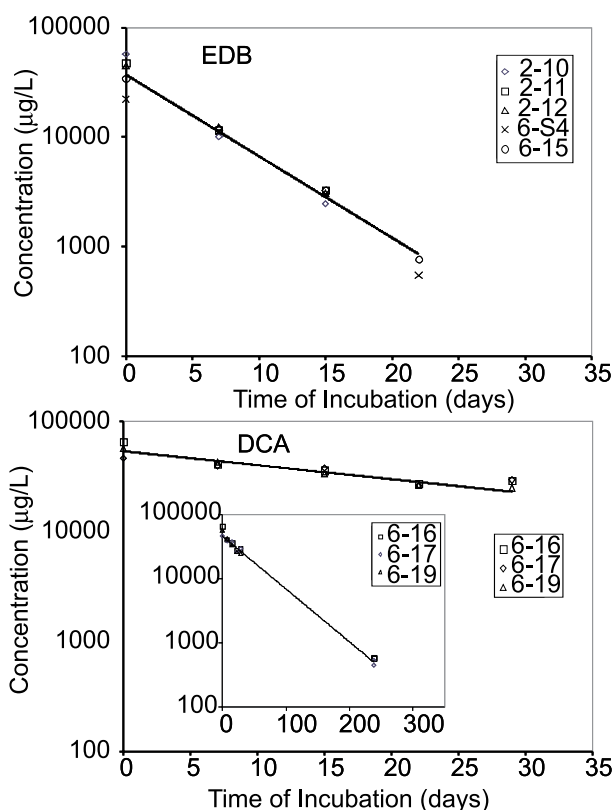 100000
10000
1000
100
Concentration (µg/L)
EDB
2-10
2-11
2-12
6-S4
6-15
0 5 10 15 20 25 30 35
Time of Incubation (days)
100000
10000
1000
100
Concentration (µg/L)
DCA
6-16
6-17
6-19
100000
10000
1000
100
6-16
6-17
6-19
0 100 200 300
0 5 10 15 20 25 30 35
Time of Incubation (days)